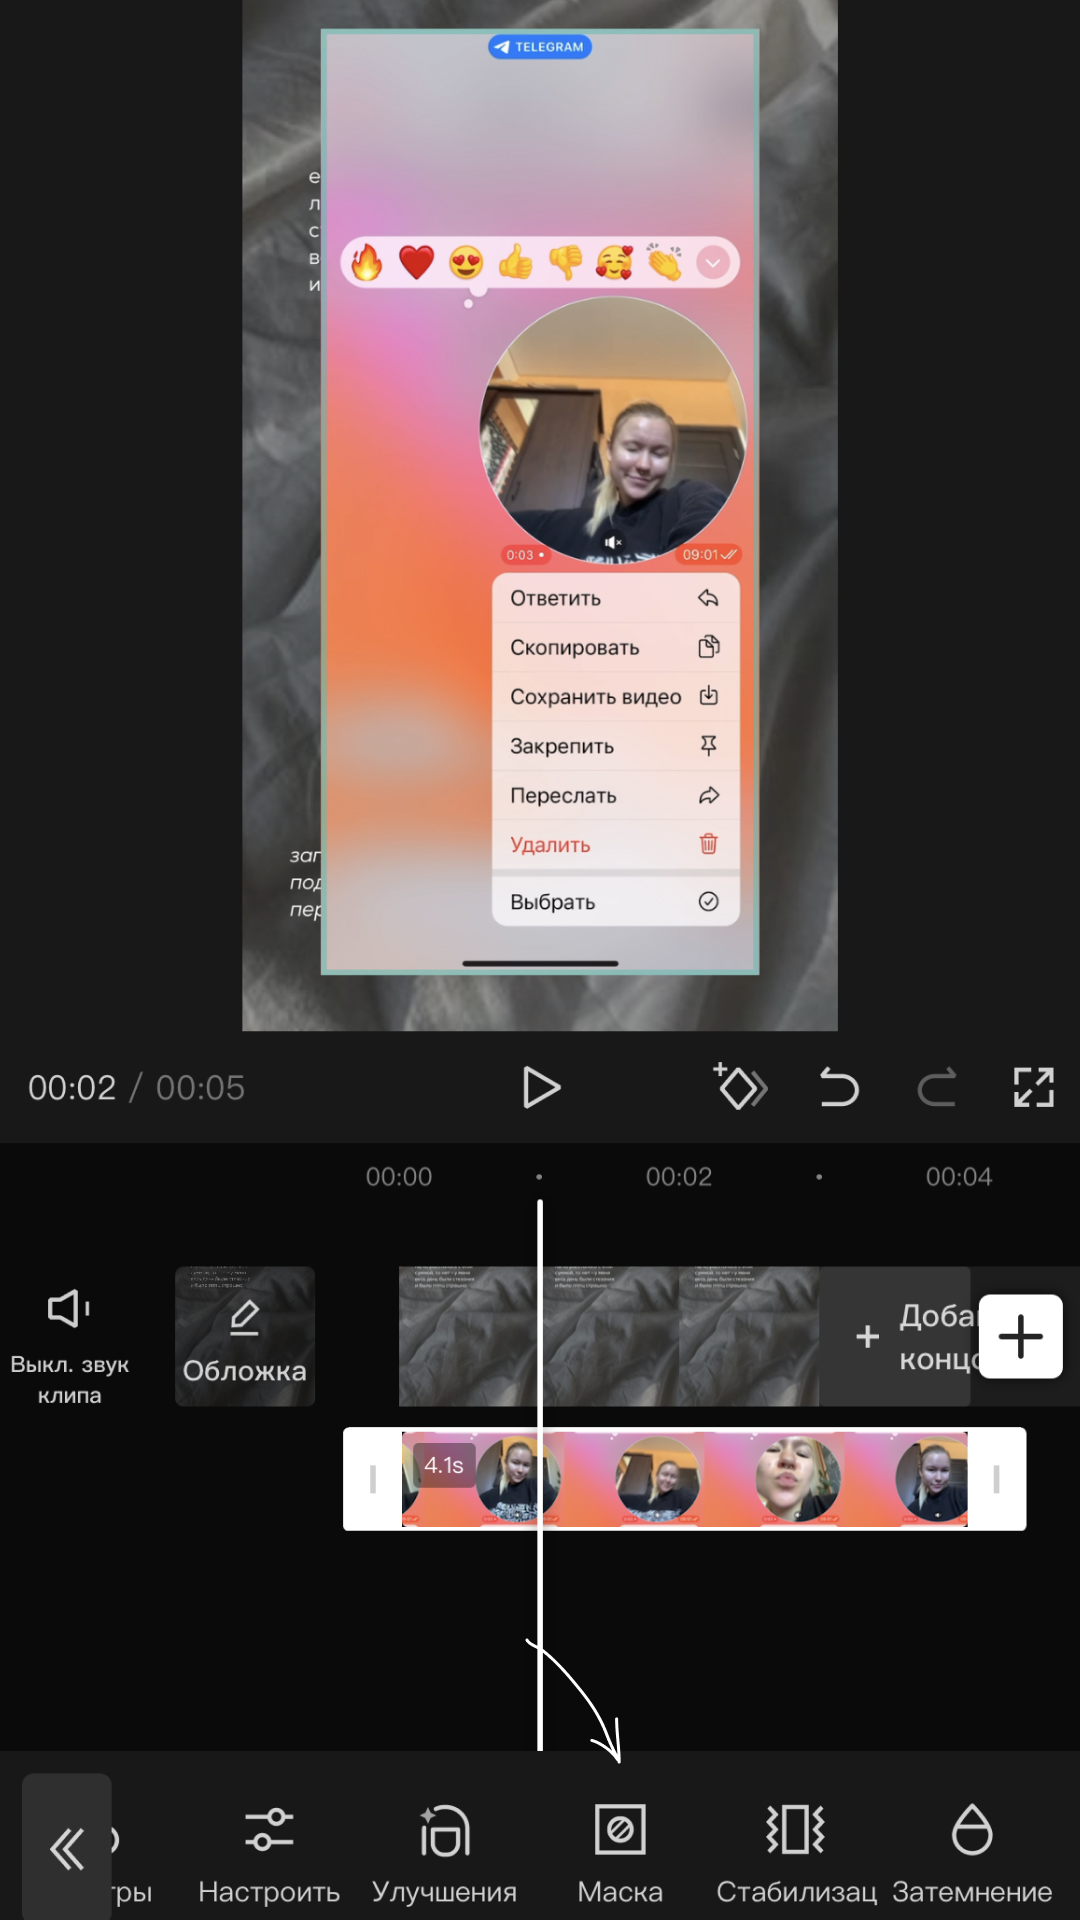 TELEGRAM
е
л
с
в
и
0:03
09:01
Ответить
Скопировать
Сохранить видео
Закрепить
Переслать
Удалить
Выбрать
заг
под
пер
00:02 / 00:05
00:00
00:02
00:04
Выкл. звук
клипа
Обложка
+ Доба
конц
4.1s
тры
Настроить
Улучшения
Маска
Стабилизац
Затемнение